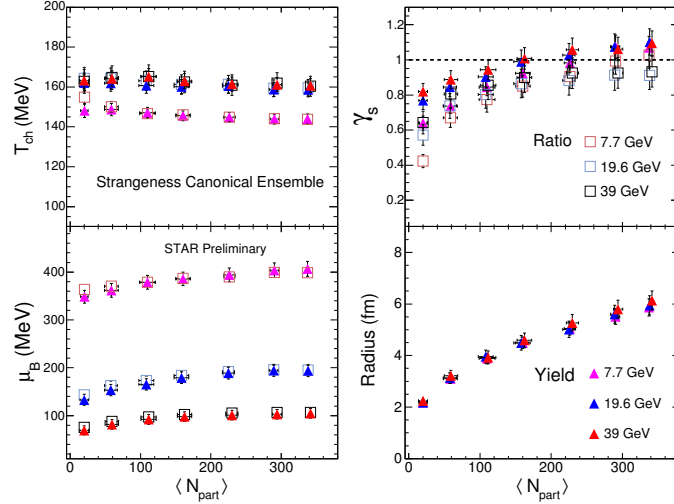 T_ch (MeV)
200
180
160
140
120
100
Strangeness Canonical Ensemble
γ_s
1.2
1
0.8
0.6
0.4
0.2
Ratio
7.7 GeV
19.6 GeV
39 GeV
μ_B (MeV)
400
300
200
100
STAR Preliminary
0 100 200 300
⟨ N_part ⟩
Radius (fm)
8
6
4
2
0
Yield
7.7 GeV
19.6 GeV
39 GeV
0 100 200 300
⟨ N_part ⟩